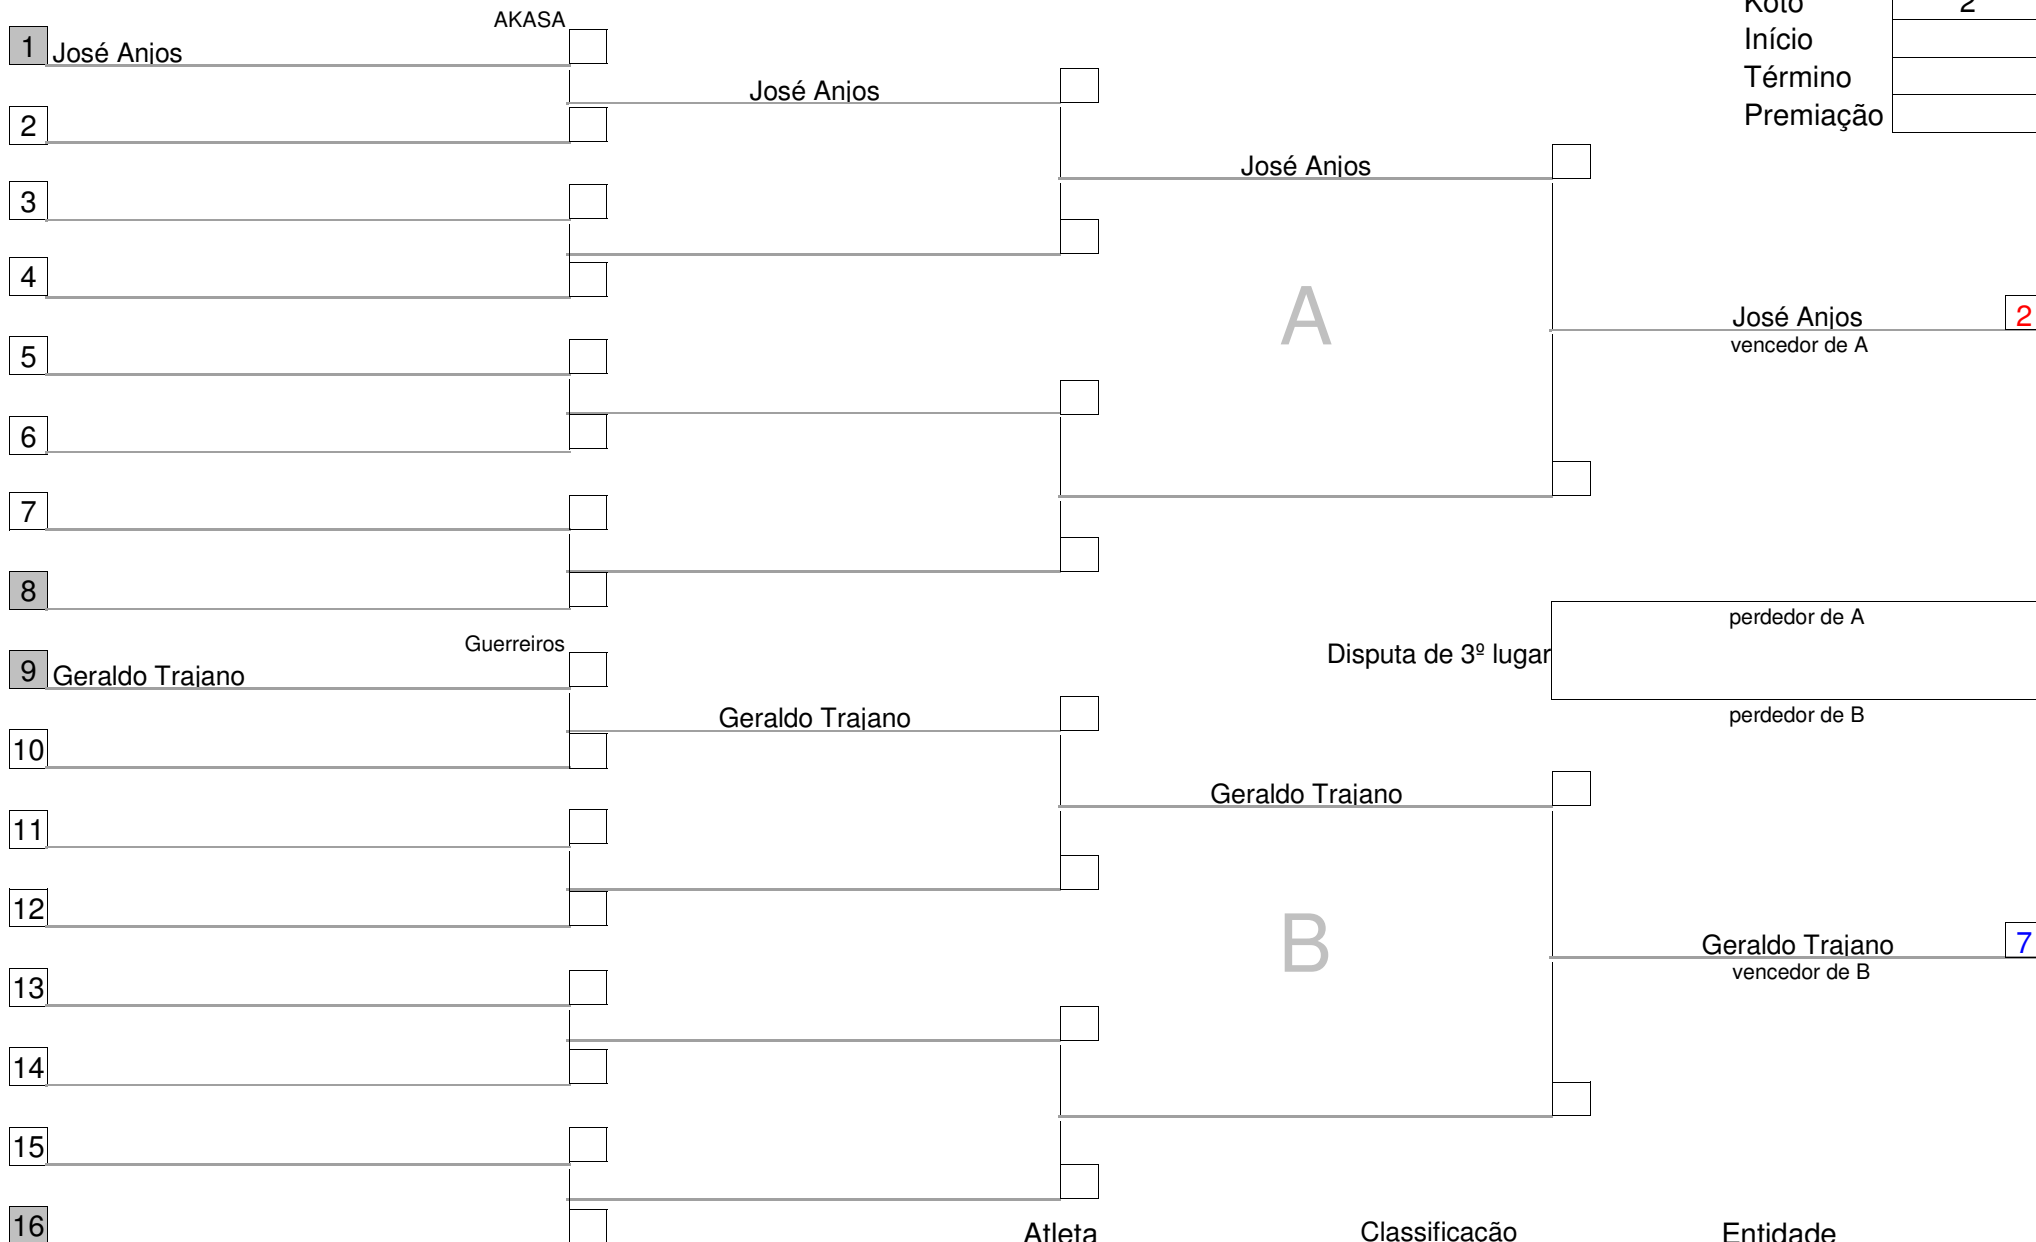 Koto 2
AKASA
1 José Anjos
Início
José Anjos
Término
Premiação
2
José Anjos
3
4
José Anjos 2
A
vencedor de A
5
6
7
8
perdedor de A
Guerreiros
Disputa de 3º lugar
9 Geraldo Trajano
perdedor de B
Geraldo Trajano
10
Geraldo Trajano
11
12
B
Geraldo Trajano 7
vencedor de B
13
14
15
16
Atleta Classificação Entidade